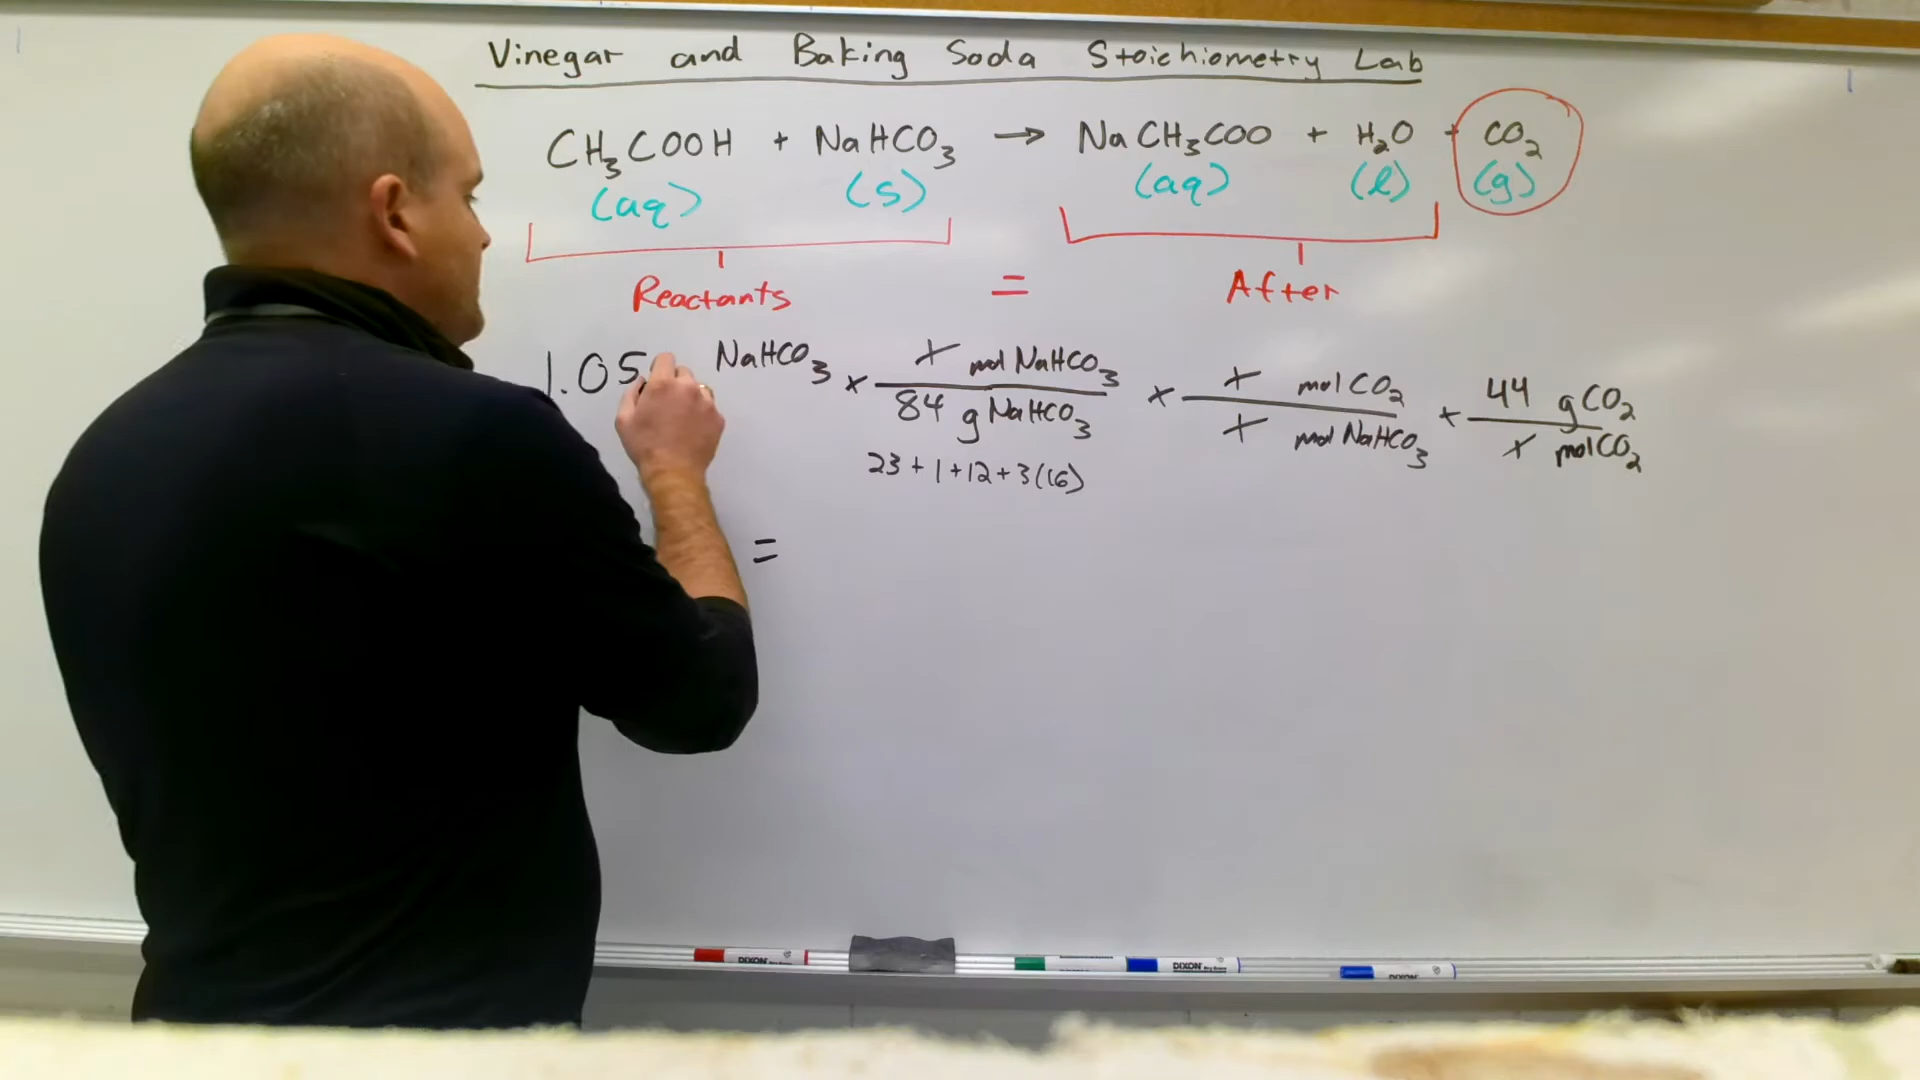 Vinegar and Baking Soda Stoichiometry Lab
CH₃COOH + NaHCO₃ → NaCH₃COO + H₂O + CO₂
(aq) (s) (aq) (l) (g)
Reactants = After
1.05 NaHCO₃ × 1 mol NaHCO₃ / 84 g NaHCO₃ × 1 mol CO₂ / 1 mol NaHCO₃ × 44 g CO₂ / 1 mol CO₂
23 + 1 + 12 + 3(16)
=
DIXON DIXON DIXON